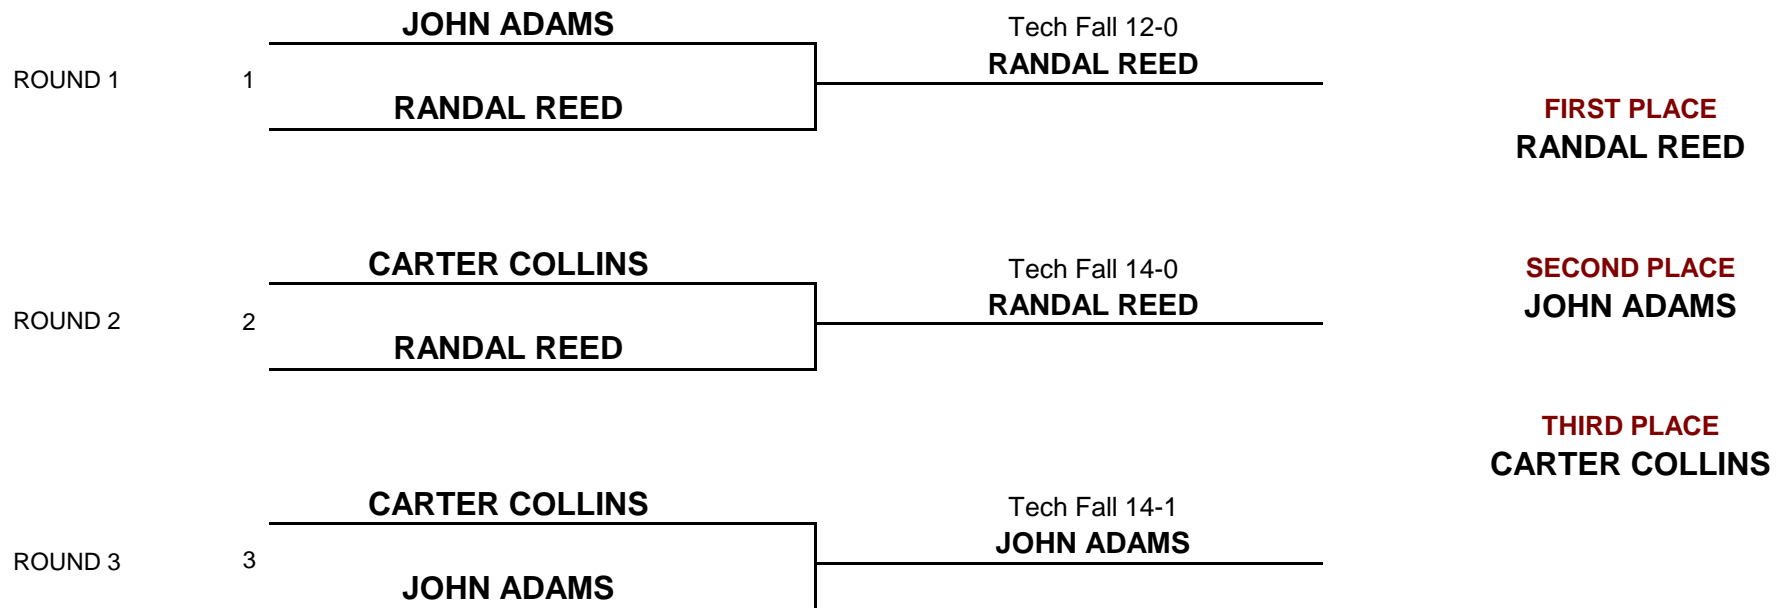 JOHN ADAMS
Tech Fall 12-0
RANDAL REED
ROUND 1
1
RANDAL REED
FIRST PLACE
RANDAL REED
CARTER COLLINS
Tech Fall 14-0
RANDAL REED
SECOND PLACE
JOHN ADAMS
ROUND 2
2
RANDAL REED
THIRD PLACE
CARTER COLLINS
CARTER COLLINS
Tech Fall 14-1
JOHN ADAMS
ROUND 3
3
JOHN ADAMS